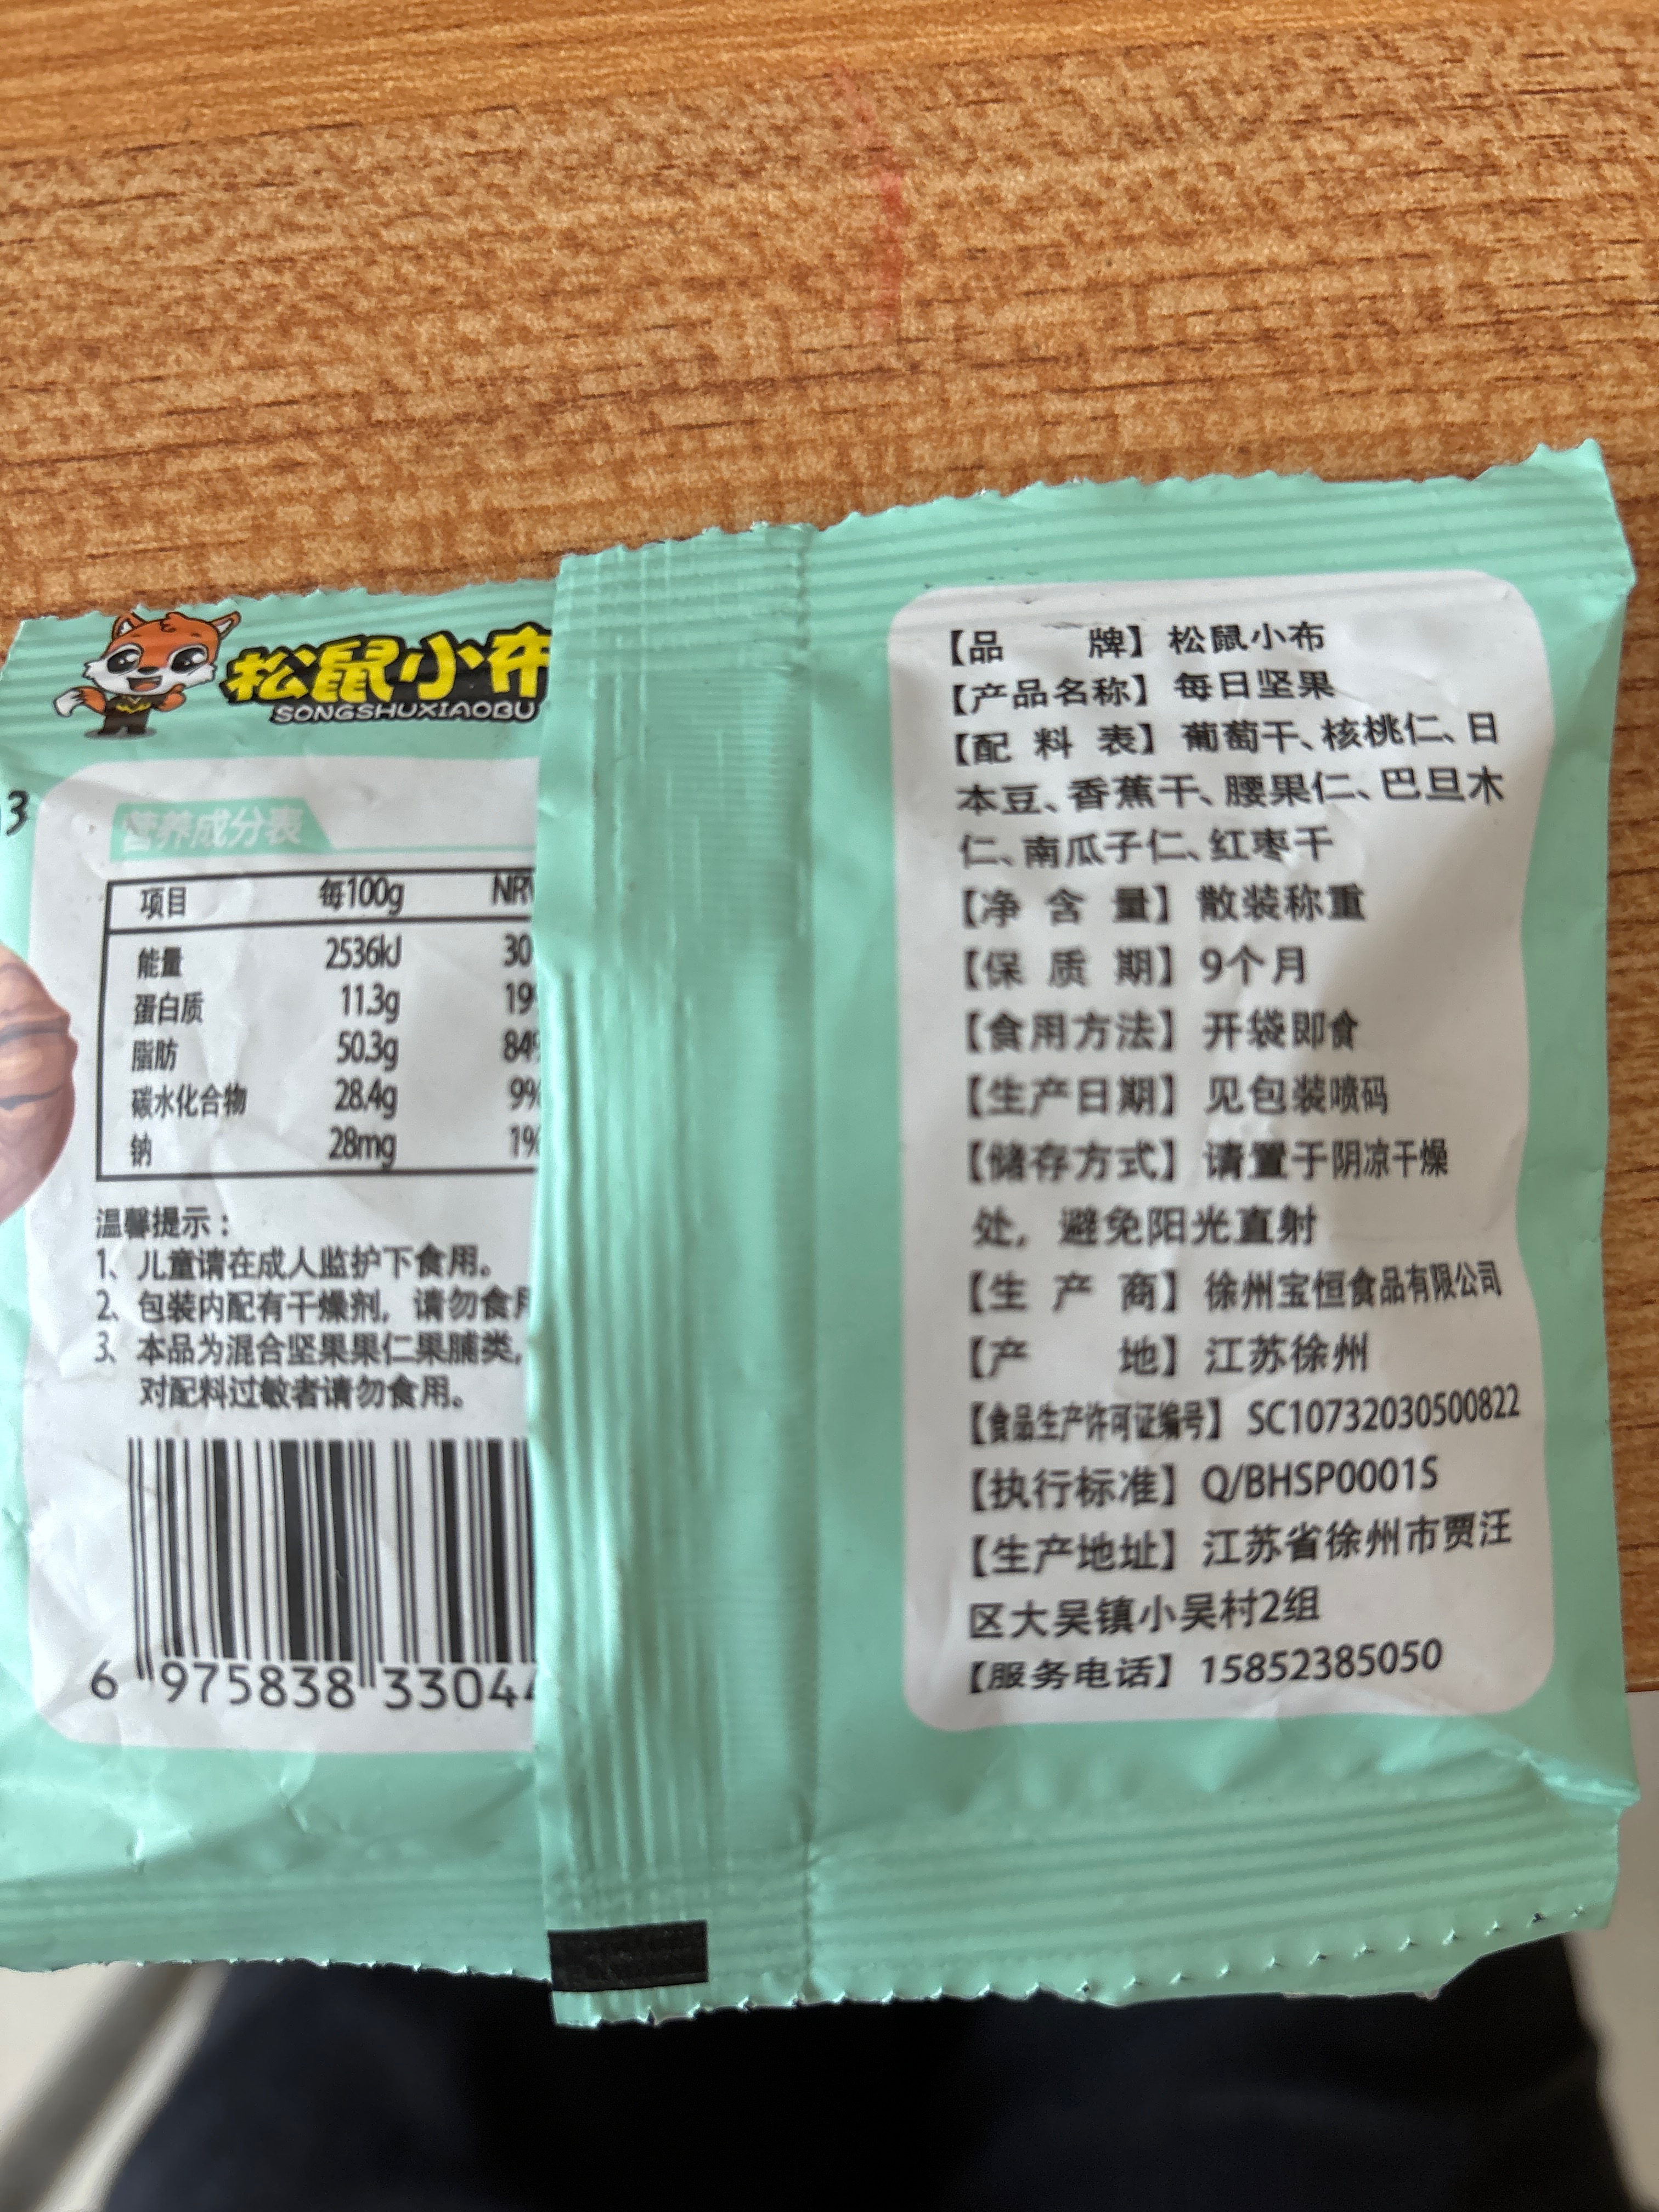 松鼠小布
SONGSHUXIAOBU
3
营养成分表
项目 每100g NRV
能量 2536kJ 30
蛋白质 11.3g 19
脂肪 50.3g 84%
碳水化合物 28.4g 9%
钠 28mg 1%
温馨提示：
1、儿童请在成人监护下食用。
2、包装内配有干燥剂，请勿食用
3、本品为混合坚果果仁果脯类，
对配料过敏者请勿食用。
6 975838 33044
【品 牌】松鼠小布
【产品名称】每日坚果
【配 料 表】葡萄干、核桃仁、日
本豆、香蕉干、腰果仁、巴旦木
仁、南瓜子仁、红枣干
【净 含 量】散装称重
【保 质 期】9个月
【食用方法】开袋即食
【生产日期】见包装喷码
【储存方式】请置于阴凉干燥
处，避免阳光直射
【生 产 商】徐州宝恒食品有限公司
【产 地】江苏徐州
【食品生产许可证编号】SC10732030500822
【执行标准】Q/BHSP0001S
【生产地址】江苏省徐州市贾汪
区大吴镇小吴村2组
【服务电话】15852385050